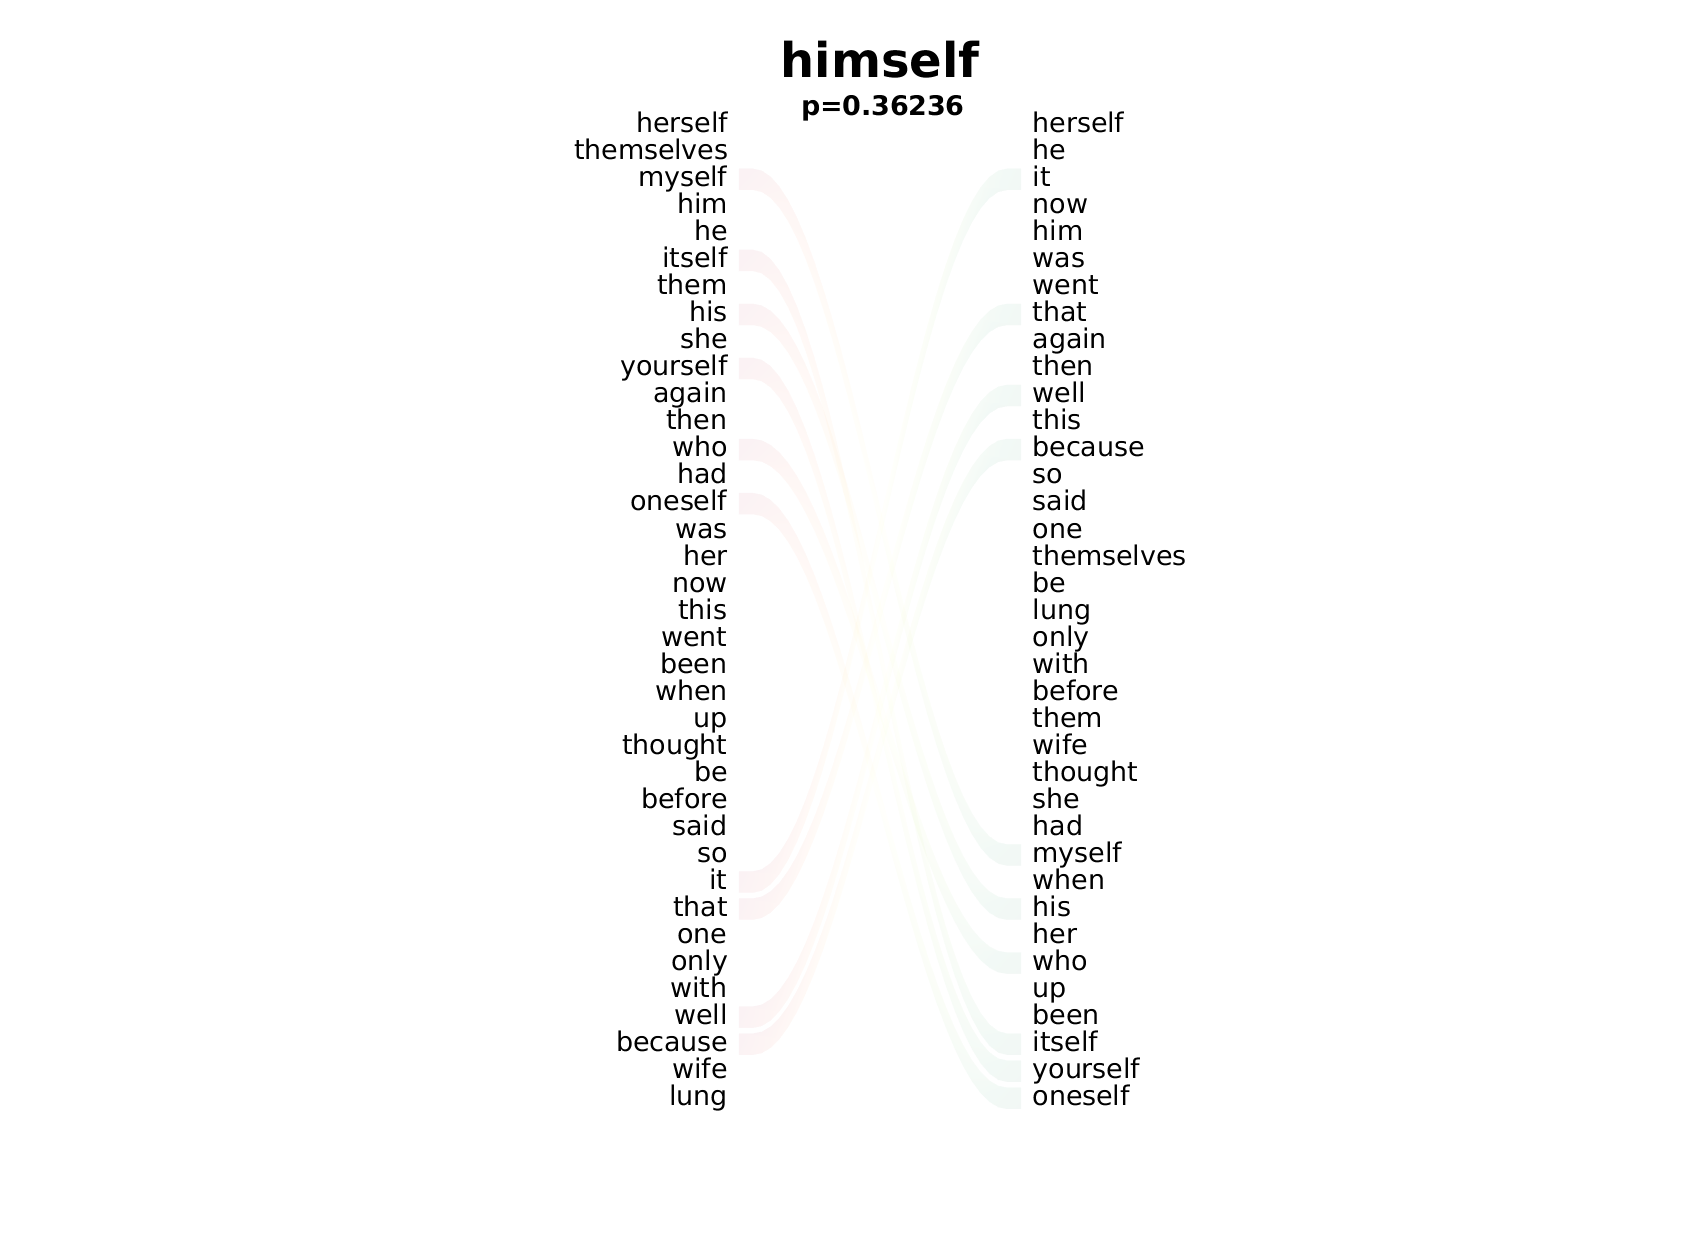 himself
p=0.36236
herself herself
themselves he
myself it
him now
he him
itself was
them went
his that
she again
yourself then
again well
then this
who because
had so
oneself said
was one
her themselves
now be
this lung
went only
been with
when before
up them
thought wife
be thought
before she
said had
so myself
it when
that his
one her
only who
with up
well been
because itself
wife yourself
lung oneself